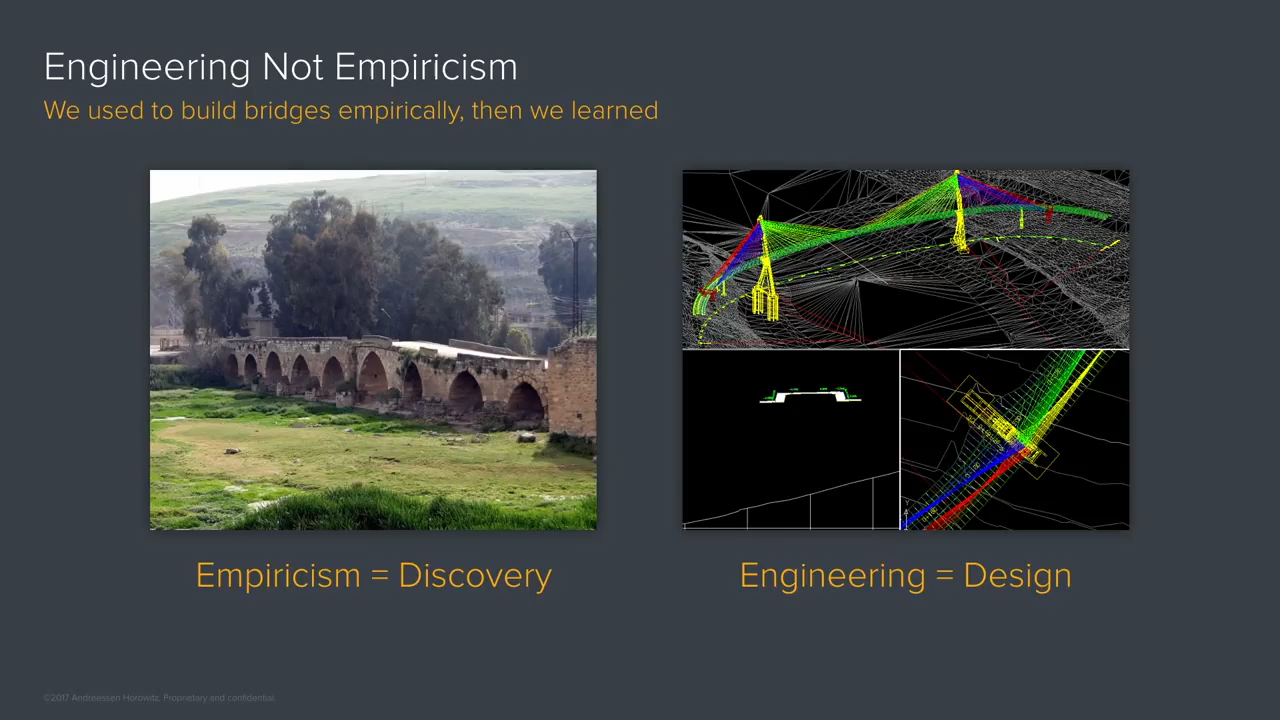 Engineering Not Empiricism
We used to build bridges empirically, then we learned
Empiricism = Discovery
Engineering = Design
©2017 Andreessen Horowitz. Proprietary and confidential.